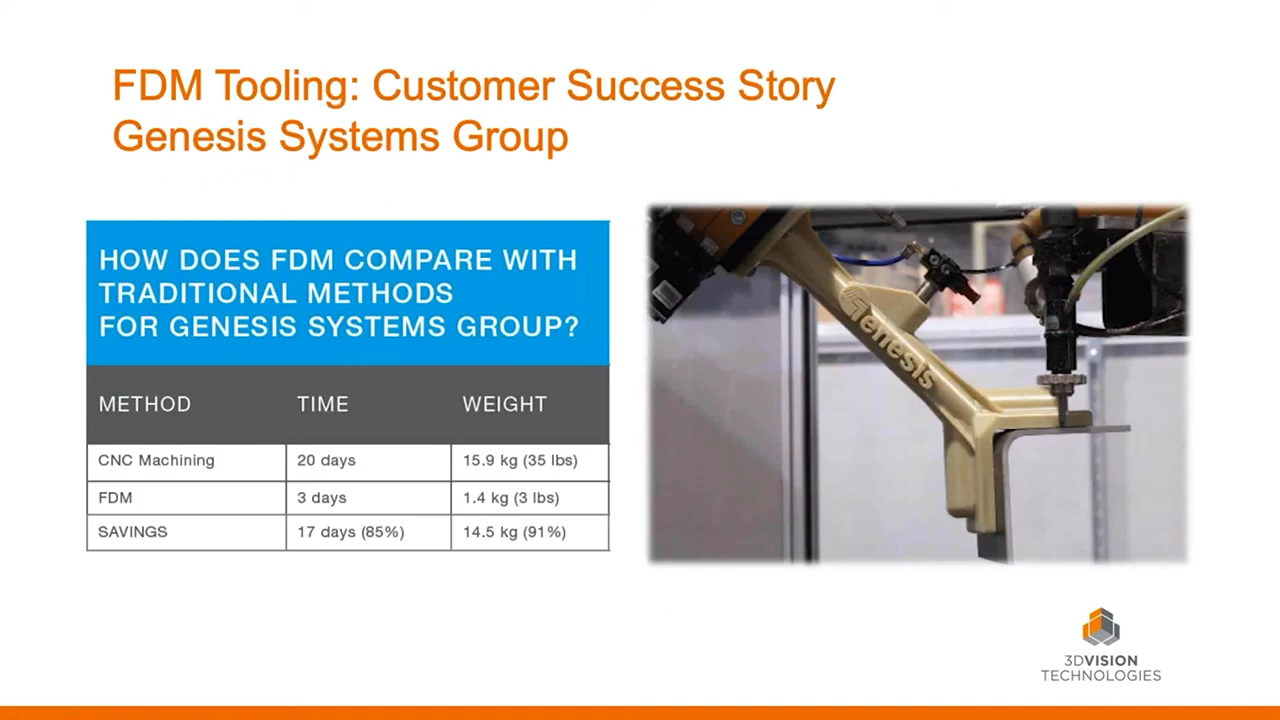 FDM Tooling: Customer Success Story
Genesis Systems Group
HOW DOES FDM COMPARE WITH
TRADITIONAL METHODS
FOR GENESIS SYSTEMS GROUP?
METHOD TIME WEIGHT
CNC Machining 20 days 15.9 kg (35 lbs)
FDM 3 days 1.4 kg (3 lbs)
SAVINGS 17 days (85%) 14.5 kg (91%)
Genesis
3DVISION
TECHNOLOGIES